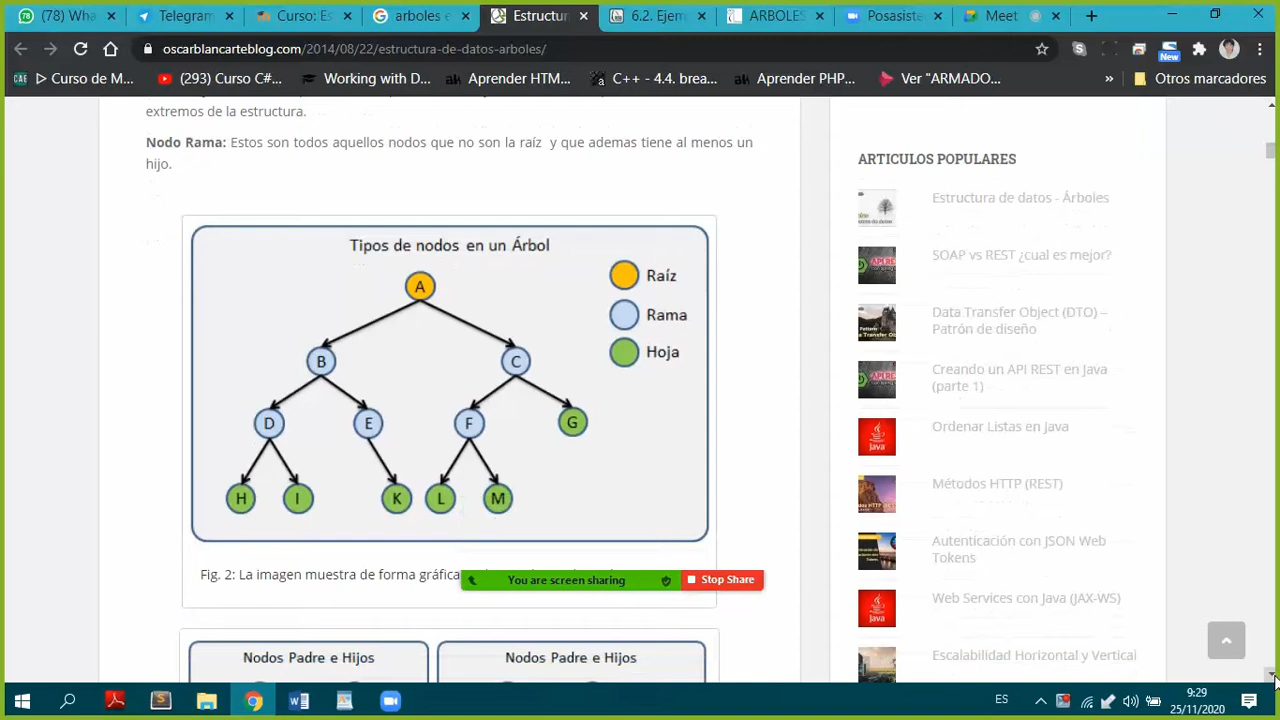 (78) Wha
Telegram
Curso: Es
arboles e
Estructur
6.2. Ejem
ARBOLES
Posasiste
Meet
oscarblancarteblog.com/2014/08/22/estructura-de-datos-arboles/
New
▷ Curso de M...
(293) Curso C#...
Working with D...
Aprender HTM...
C++ - 4.4. brea...
Aprender PHP...
Ver "ARMADO...
»
Otros marcadores
extremos de la estructura.
Nodo Rama: Estos son todos aquellos nodos que no son la raíz y que ademas tiene al menos un
hijo.
Tipos de nodos en un Árbol
A
Raíz
Rama
B
C
Hoja
D
E
F
G
H
I
K
L
M
Fig. 2: La imagen muestra de forma gráfica
You are screen sharing
Stop Share
Nodos Padre e Hijos
Nodos Padre e Hijos
ARTICULOS POPULARES
Estructura de datos - Árboles
SOAP vs REST ¿cual es mejor?
Data Transfer Object (DTO) –
Patrón de diseño
Creando un API REST en Java
(parte 1)
Ordenar Listas en Java
Métodos HTTP (REST)
Autenticación con JSON Web
Tokens
Web Services con Java (JAX-WS)
Escalabilidad Horizontal y Vertical
ES
9:29
25/11/2020